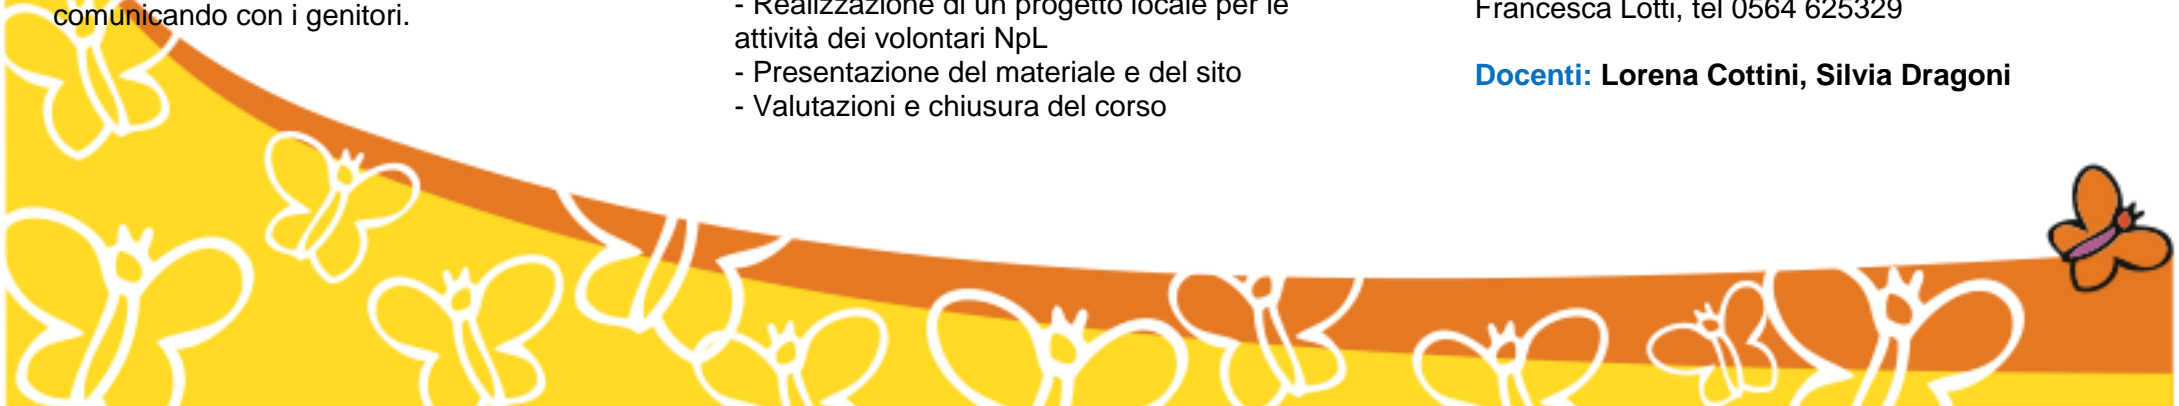 comunicando con i genitori.
- Realizzazione di un progetto locale per le
attività dei volontari NpL
- Presentazione del materiale e del sito
- Valutazioni e chiusura del corso
Francesca Lotti, tel 0564 625329
Docenti: Lorena Cottini, Silvia Dragoni